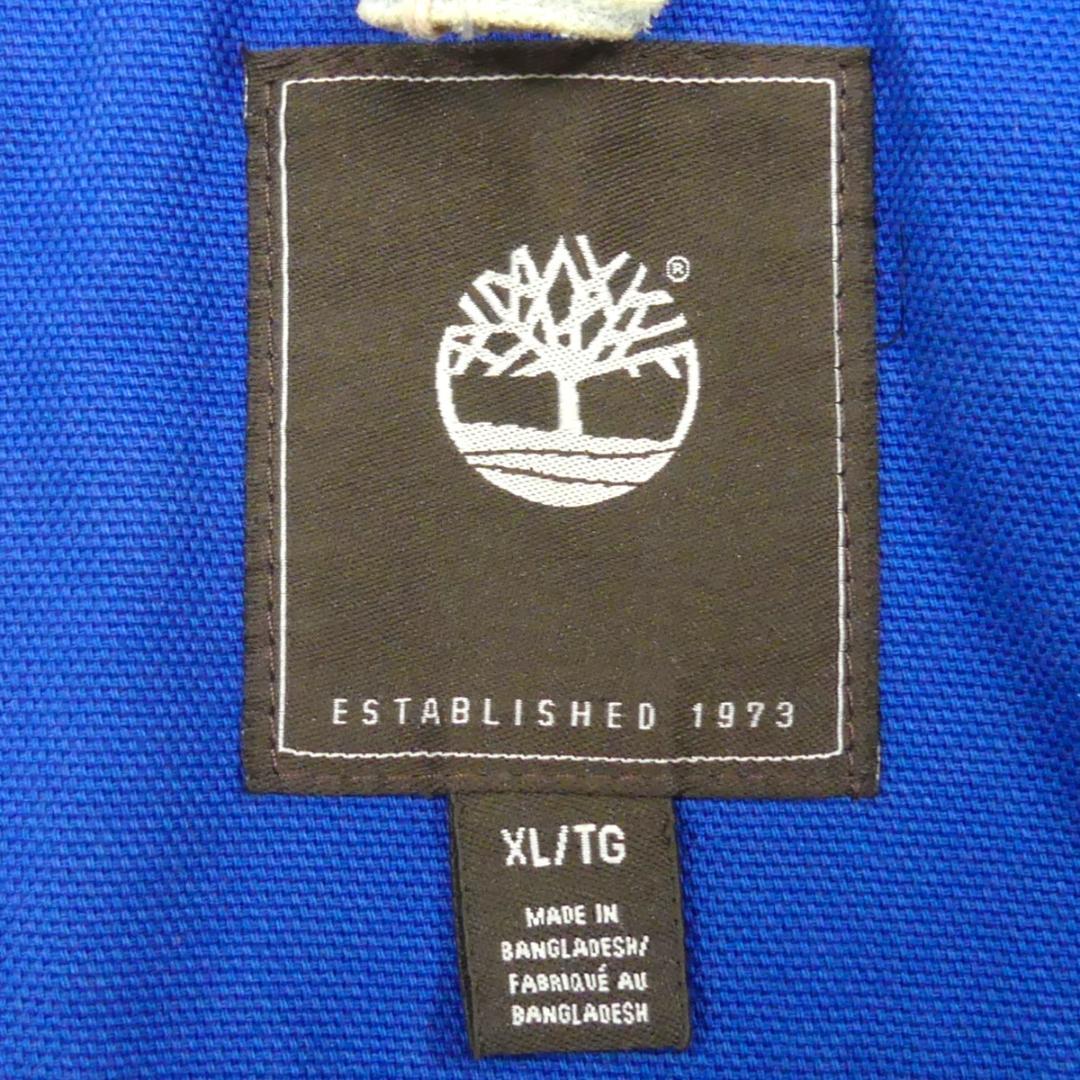 ®
ESTABLISHED 1973
XL/TG
MADE IN
BANGLADESH/
FABRIQUÉ AU
BANGLADESH